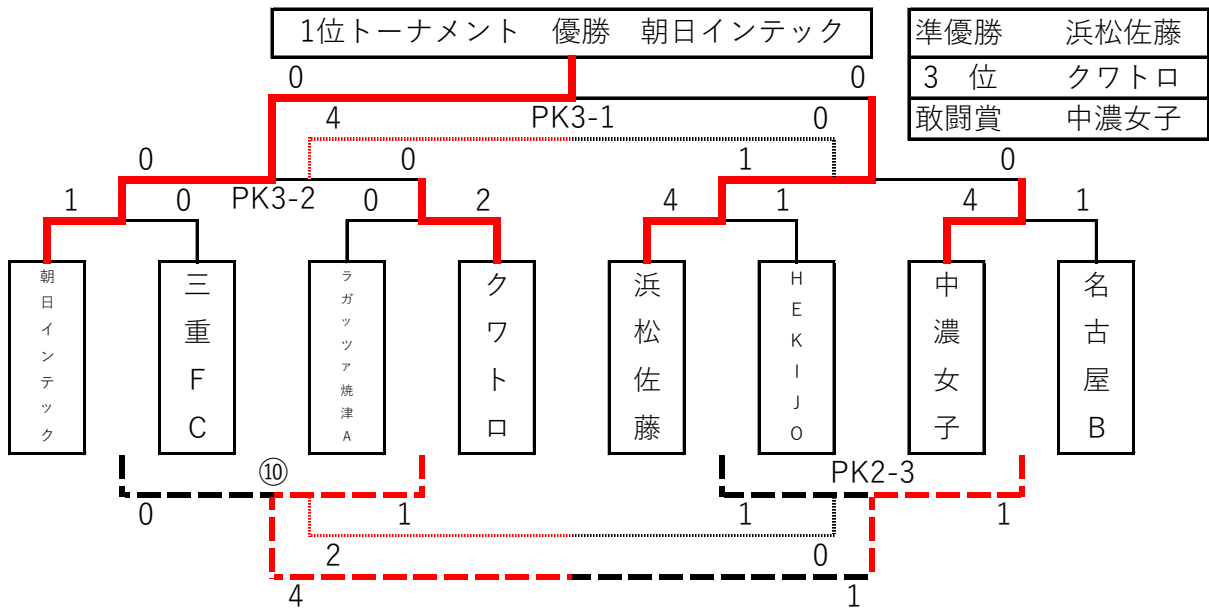 1位トーナメント　優勝　朝日インテック
準優勝　浜松佐藤
3　位　クワトロ
敢闘賞　中濃女子
0 0
4 PK3-1 0
0 0 1 0
1 0 PK3-2 0 2 4 1 4 1
朝日インテック
三重FC
ラガッツァ焼津A
クワトロ
浜松佐藤
HEKIJO
中濃女子
名古屋B
⑩ PK2-3
0 1 1 1
2 0
4 1